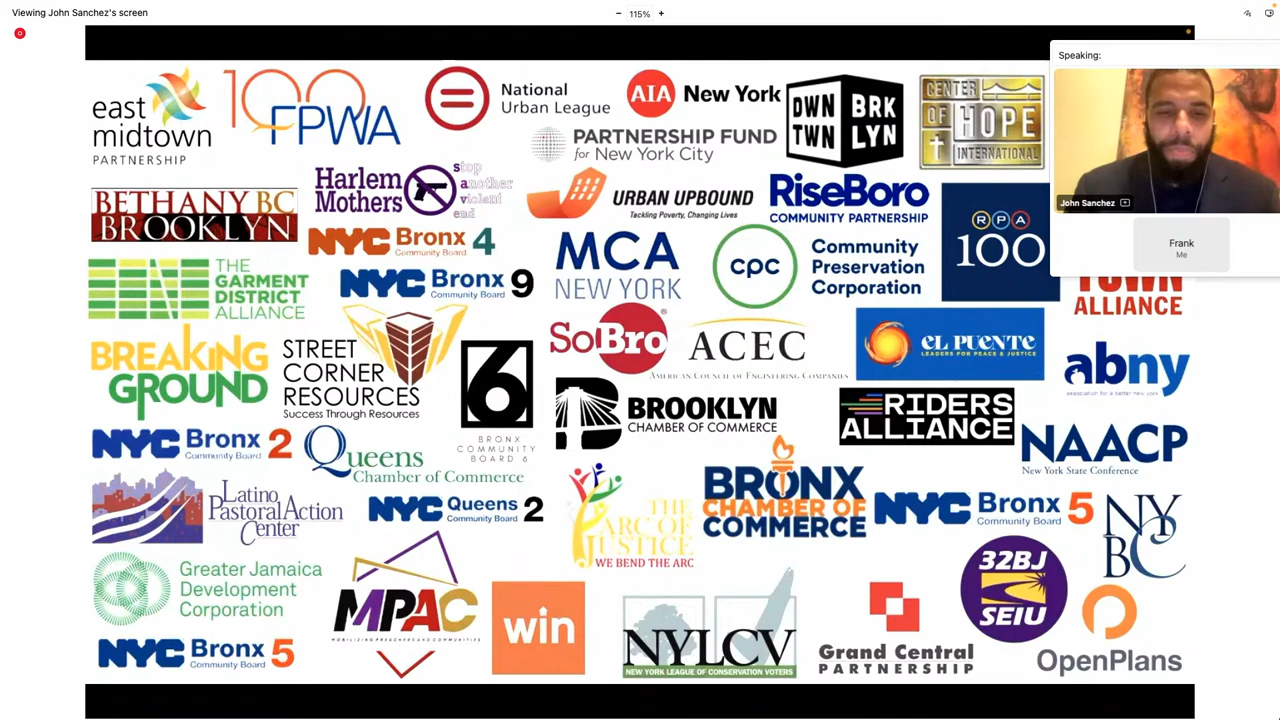 Viewing John Sanchez's screen
− 115% +
Speaking:
John Sanchez
Frank
Me
east
midtown
PARTNERSHIP
100
FPWA
National
Urban League
AIA New York
PARTNERSHIP FUND
for New York City
DWN
TWN
BRK
LYN
CENTER
OF HOPE
INTERNATIONAL
BETHANY BC
BROOKLYN
Harlem
Mothers
stop
another
violent
end
URBAN UPBOUND
Tackling Poverty, Changing Lives
RiseBoro
COMMUNITY PARTNERSHIP
RPA
100
NYC Bronx 4
Community Board
THE
GARMENT
DISTRICT
ALLIANCE
NYC Bronx 9
Community Board
MCA
NEW YORK
cpc
Community
Preservation
Corporation
TOWN
ALLIANCE
BREAKING
GROUND
STREET
CORNER
RESOURCES
Success Through Resources
6
BRONX
COMMUNITY
BOARD 6
SoBro
ACEC
AMERICAN COUNCIL OF ENGINEERING COMPANIES
EL PUENTE
LEADERS FOR PEACE & JUSTICE
abny
association for a better new york
B
BROOKLYN
CHAMBER OF COMMERCE
RIDERS
ALLIANCE
NYC Bronx 2
Community Board
Queens
Chamber of Commerce
NAACP
New York State Conference
Latino
Pastoral Action
Center
NYC Queens 2
Community Board
THE
ARC OF
JUSTICE
WE BEND THE ARC
BRONX
CHAMBER OF
COMMERCE
NYC Bronx 5
Community Board
NY
BC
Greater Jamaica
Development
Corporation
MPAC
MOBILIZING PREACHERS AND COMMUNITIES
win
NYLCV
NEW YORK LEAGUE OF CONSERVATION VOTERS
Grand Central
PARTNERSHIP
32BJ
SEIU
OpenPlans
NYC Bronx 5
Community Board